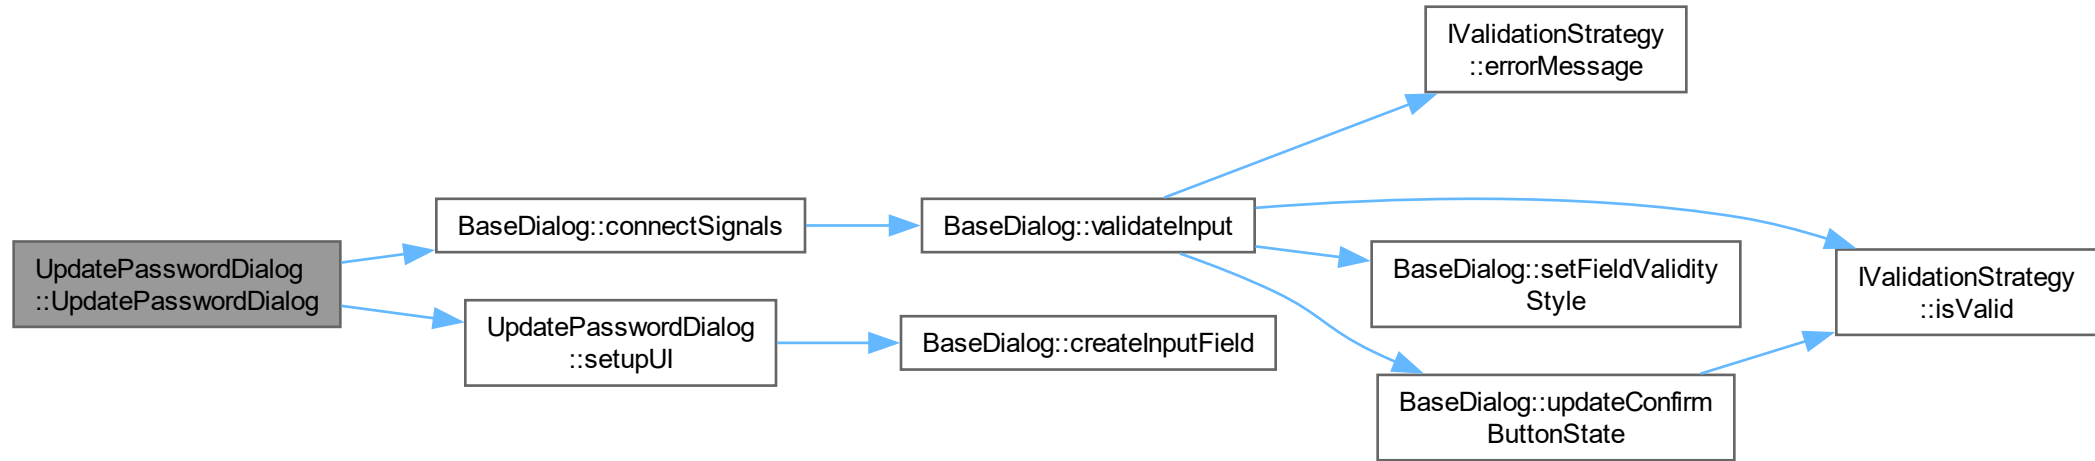 UpdatePasswordDialog
::UpdatePasswordDialog
BaseDialog::connectSignals
UpdatePasswordDialog
::setupUI
BaseDialog::validateInput
BaseDialog::createInputField
IValidationStrategy
::errorMessage
BaseDialog::setFieldValidity
Style
BaseDialog::updateConfirm
ButtonState
IValidationStrategy
::isValid